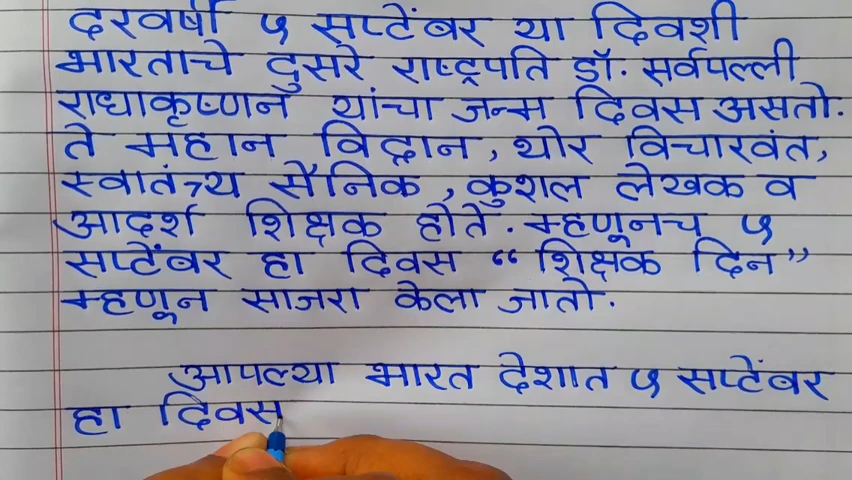 दरवर्षी ५ सप्टेंबर या दिवशी
भारताचे दुसरे राष्ट्रपति डॉ. सर्वपल्ली
राधाकृष्णन यांचा जन्म दिवस असतो.
ते महान विद्वान, थोर विचारवंत,
स्वातंत्र्य सैनिक, कुशल लेखक व
आदर्श शिक्षक होते. म्हणूनच ५
सप्टेंबर हा दिवस “शिक्षक दिन”
म्हणून साजरा केला जातो.
आपल्या भारत देशात ५ सप्टेंबर
हा दिवस